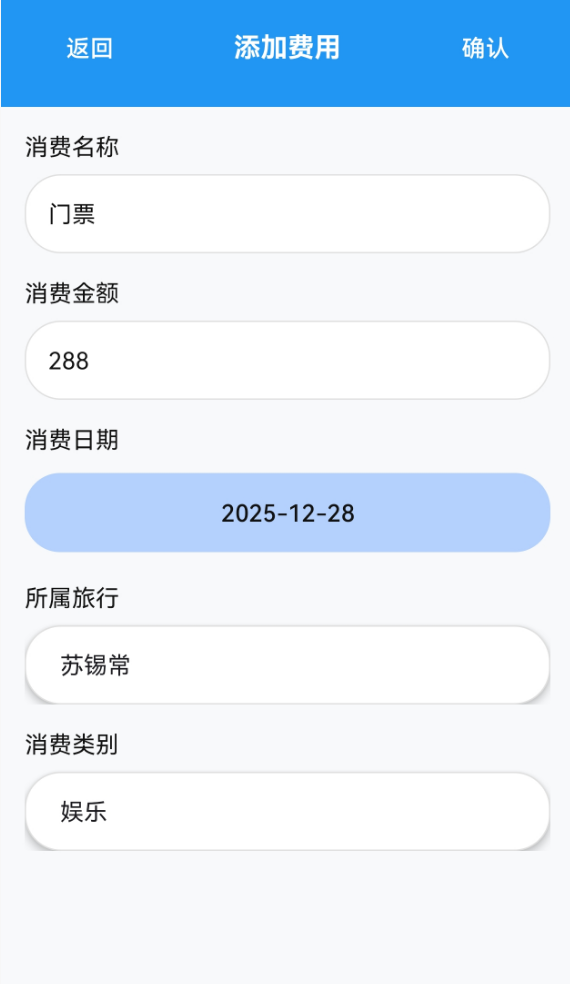 返回 添加费用 确认
消费名称
门票
消费金额
288
消费日期
2025-12-28
所属旅行
苏锡常
消费类别
娱乐